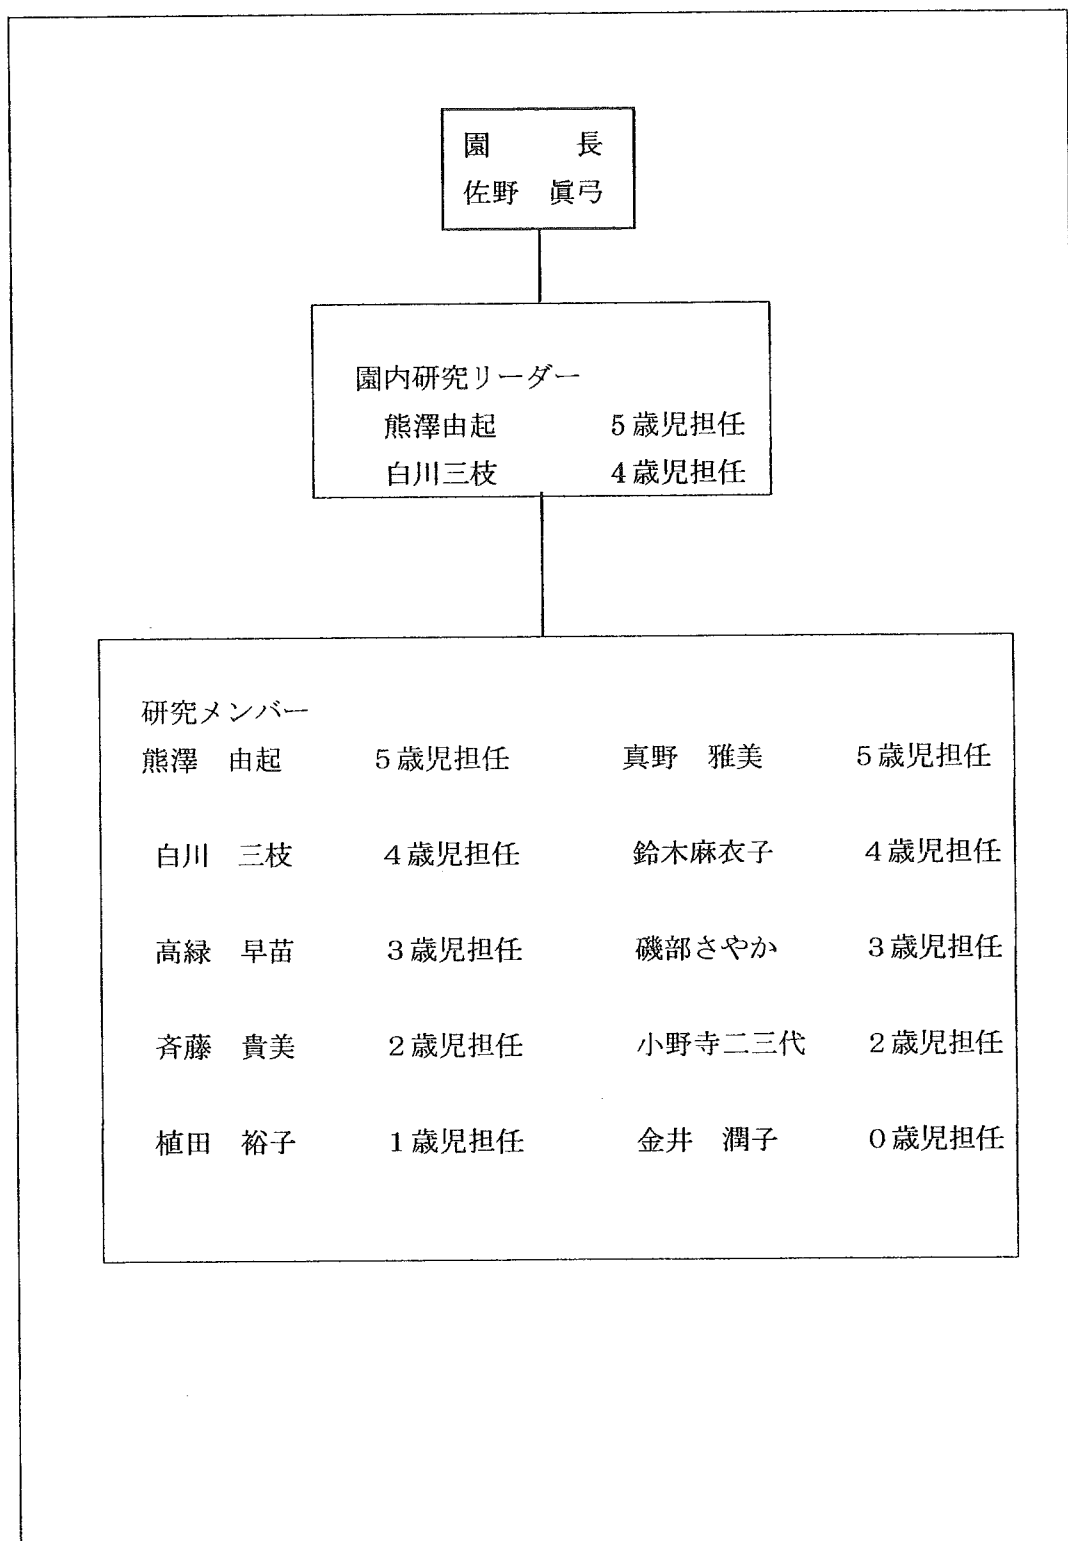 園　　　長
佐野　眞弓
園内研究リーダー
熊澤由起　　　　５歳児担任
白川三枝　　　　４歳児担任
研究メンバー
熊澤　由起　　　５歳児担任　　　　真野　雅美　　　５歳児担任
白川　三枝　　　４歳児担任　　　　鈴木麻衣子　　　４歳児担任
高緑　早苗　　　３歳児担任　　　　磯部さやか　　　３歳児担任
斉藤　貴美　　　２歳児担任　　　　小野寺二三代　　２歳児担任
植田　裕子　　　１歳児担任　　　　金井　潤子　　　０歳児担任